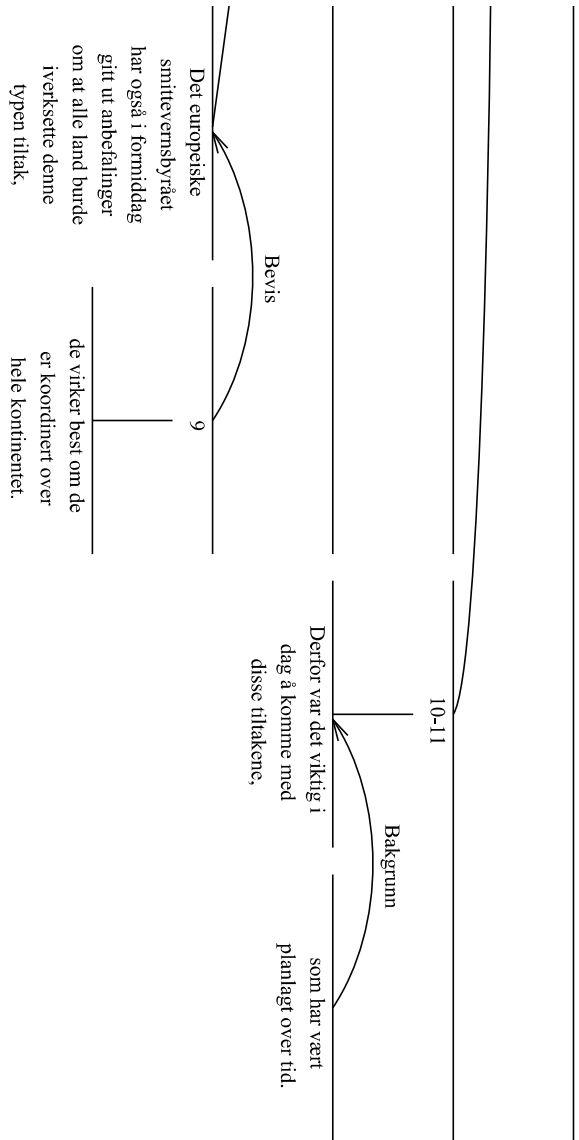 Det europeiske
smittevernsbyrået
har også i formiddag
gitt ut anbefalinger
om at alle land burde
iverksette denne
typen tiltak,
Bevis
9
de virker best om de
er koordinert over
hele kontinentet.
10-11
Derfor var det viktig i
dag å komme med
disse tiltakene,
Bakgrunn
som har vært
planlagt over tid.